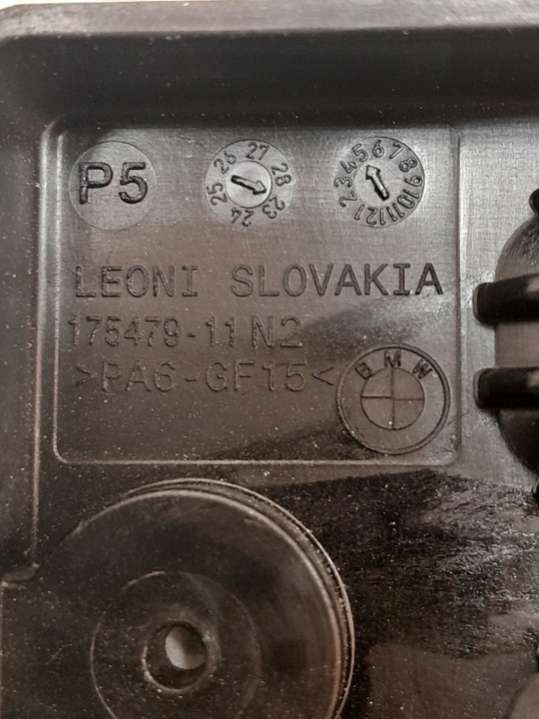 P5
25 26 27 28 23 24
1 2 3 4 5 6 7 8 9 10 11 12
LEONI SLOVAKIA
175479-11 N2
>PA6-GF15<
BMW